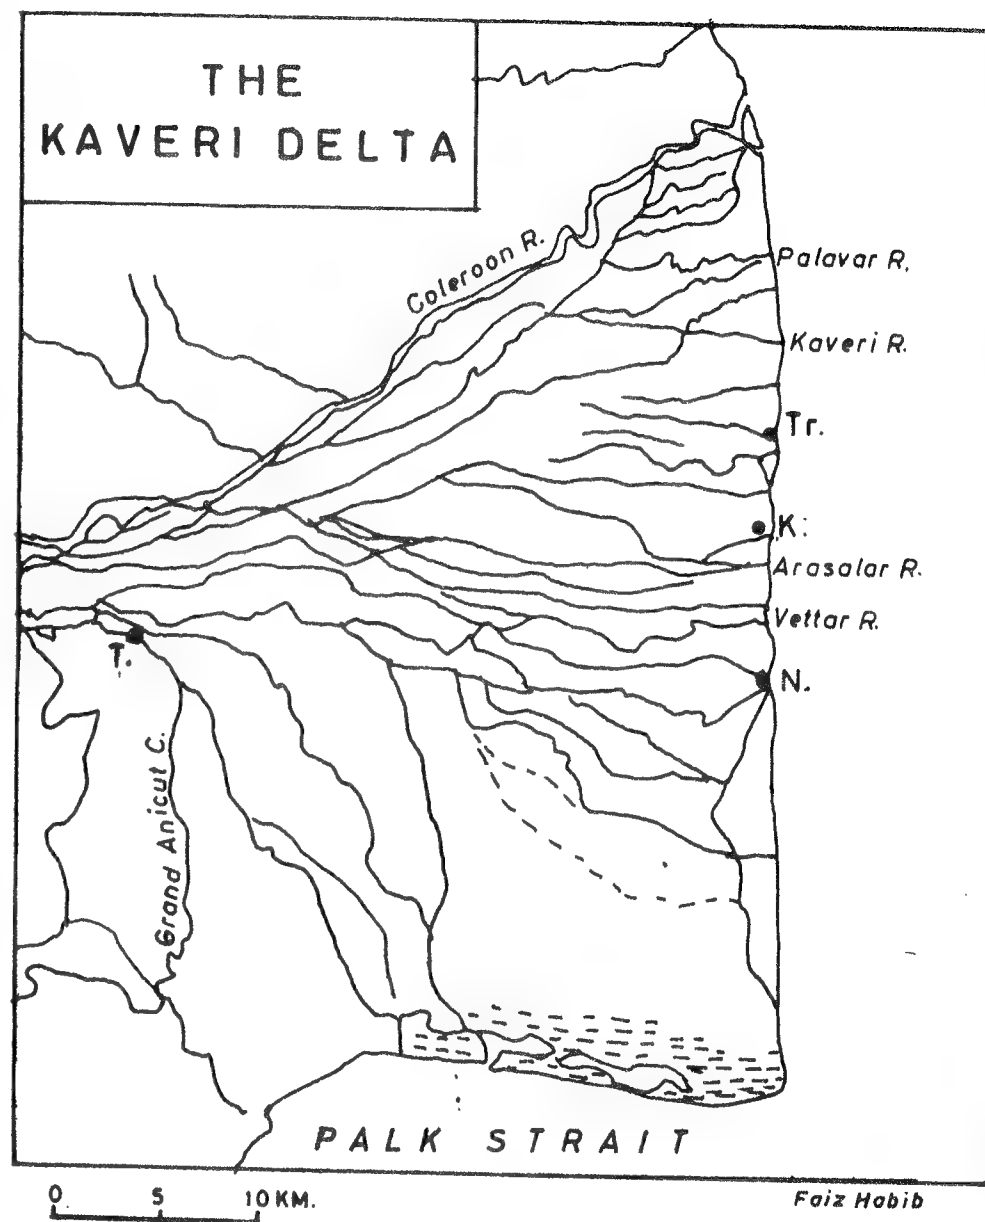 THE
KAVERI DELTA
Coleroon R.
Palavar R.
Kaveri R.
Tr.
K.
Arasalar R.
Vettar R.
T.
N.
Grand Anicut C.
PALK STRAIT
0. 5 10 KM.
Faiz Habib